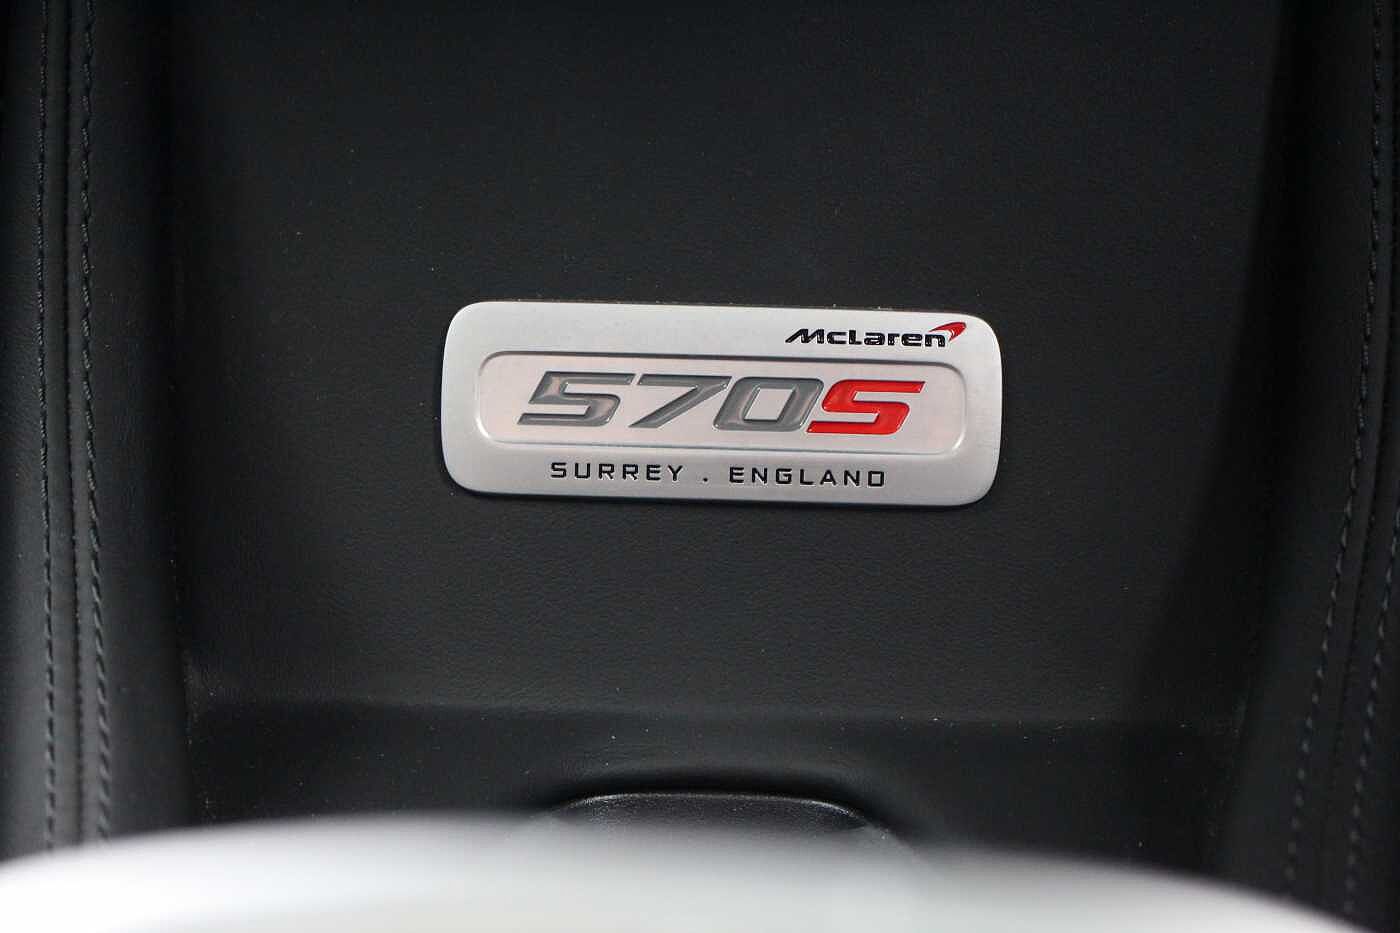 McLaren
570S
SURREY . ENGLAND